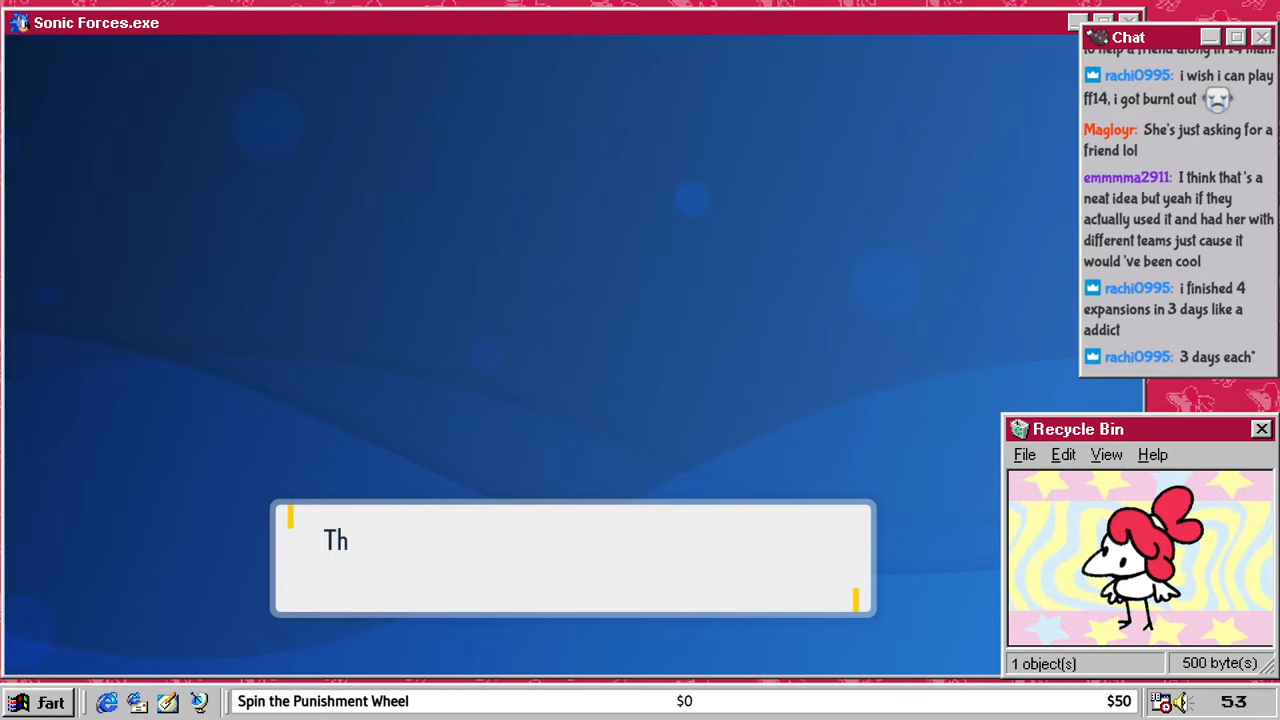 Sonic Forces.exe
Chat
rachi0995: i wish i can play
ff14, i got burnt out
Magloyr: She's just asking for a
friend lol
emmmma2911: I think that's a
neat idea but yeah if they
actually used it and had her with
different teams just cause it
would've been cool
rachi0995: i finished 4
expansions in 3 days like a
addict
rachi0995: 3 days each*
Recycle Bin
File Edit View Help
Th
1 object(s) 500 byte(s)
fart
Spin the Punishment Wheel $0 $50
53